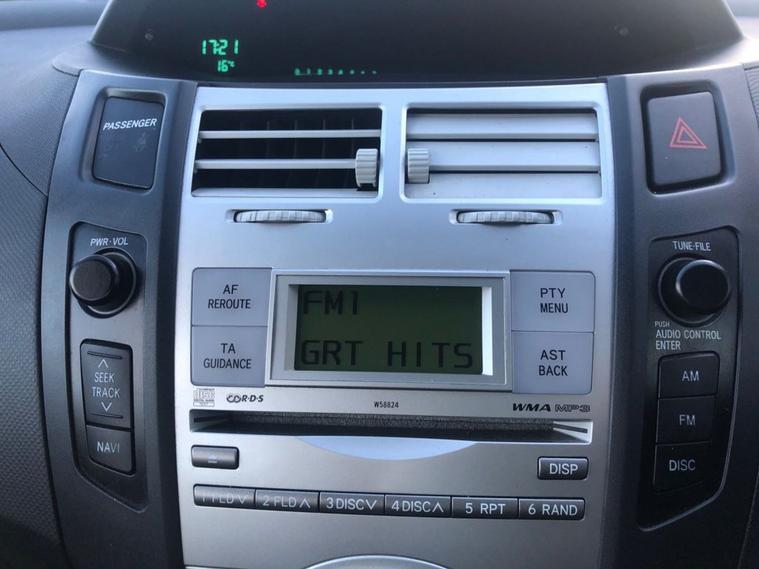 17:21
16°C
PASSENGER
PWR·VOL
TUNE·FILE
AF
REROUTE
FM1
PTY
MENU
TA
GUIDANCE
GRT HITS
AST
BACK
PUSH
AUDIO CONTROL
ENTER
SEEK
TRACK
AM
R·D·S
W58824
WMA MP3
FM
NAVI
DISC
DISP
1 FLD ∨
2 FLD ∧
3 DISC ∨
4 DISC ∧
5 RPT
6 RAND